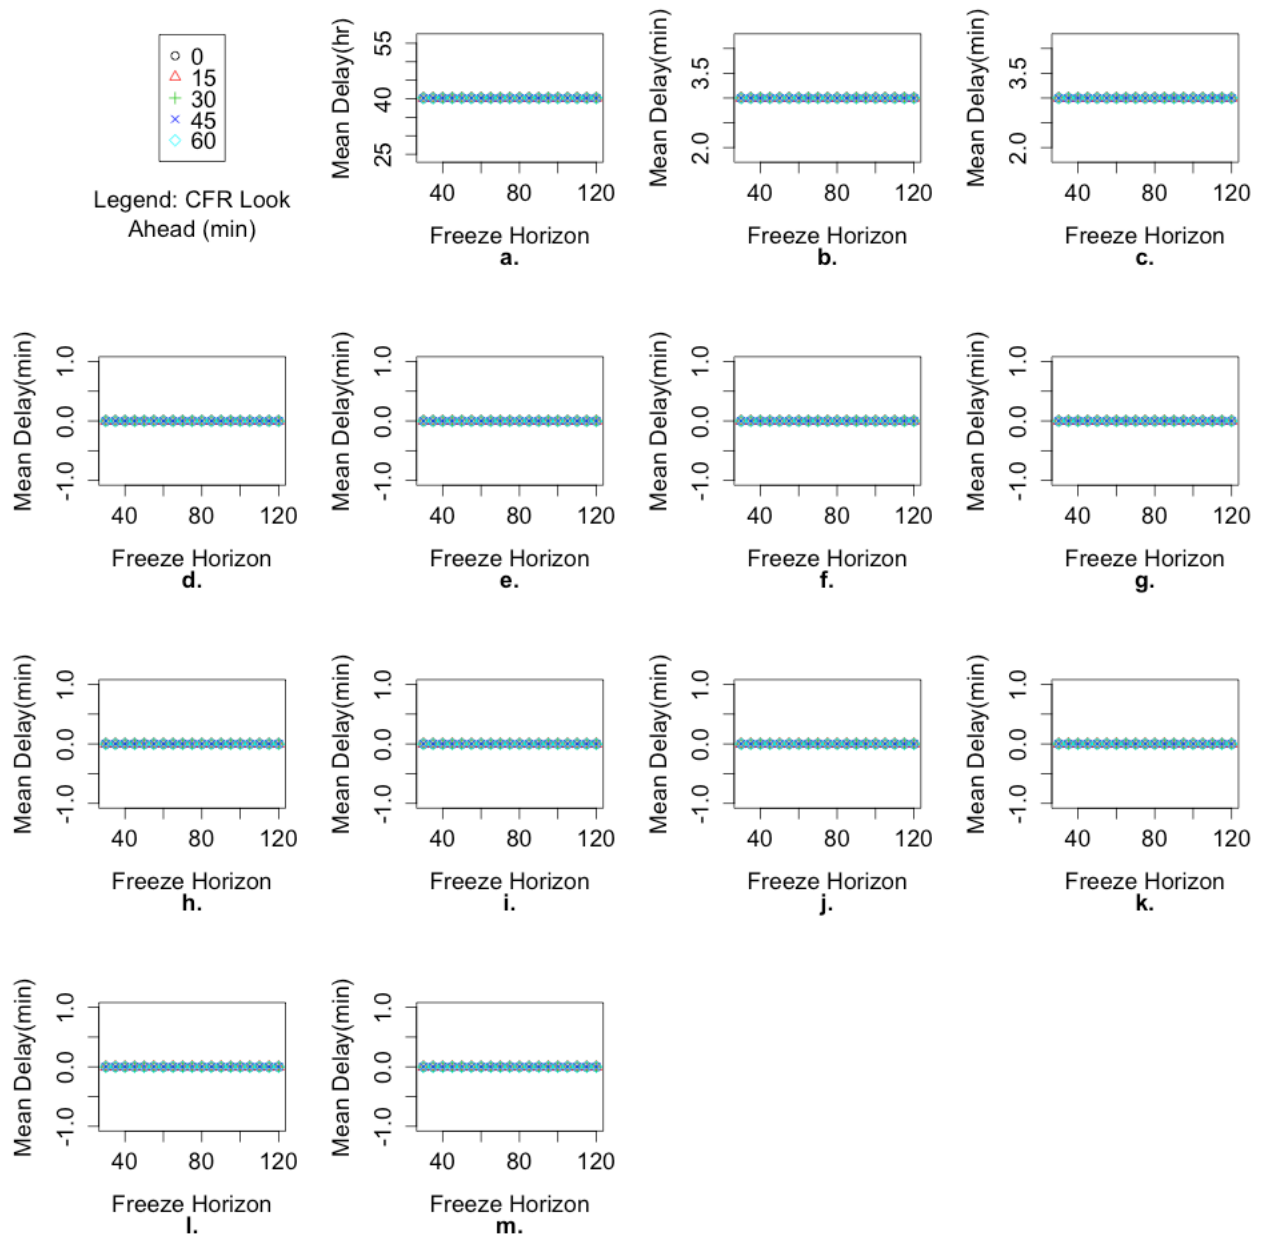 0
15
30
45
60
Legend: CFR Look
Ahead (min)
Mean Delay(hr)
55
40
25
40 80 120
Freeze Horizon
a.
Mean Delay(min)
3.5
2.0
40 80 120
Freeze Horizon
b.
Mean Delay(min)
3.5
2.0
40 80 120
Freeze Horizon
c.
Mean Delay(min)
1.0
0.0
-1.0
40 80 120
Freeze Horizon
d.
Mean Delay(min)
1.0
0.0
-1.0
40 80 120
Freeze Horizon
e.
Mean Delay(min)
1.0
0.0
-1.0
40 80 120
Freeze Horizon
f.
Mean Delay(min)
1.0
0.0
-1.0
40 80 120
Freeze Horizon
g.
Mean Delay(min)
1.0
0.0
-1.0
40 80 120
Freeze Horizon
h.
Mean Delay(min)
1.0
0.0
-1.0
40 80 120
Freeze Horizon
i.
Mean Delay(min)
1.0
0.0
-1.0
40 80 120
Freeze Horizon
j.
Mean Delay(min)
1.0
0.0
-1.0
40 80 120
Freeze Horizon
k.
Mean Delay(min)
1.0
0.0
-1.0
40 80 120
Freeze Horizon
l.
Mean Delay(min)
1.0
0.0
-1.0
40 80 120
Freeze Horizon
m.